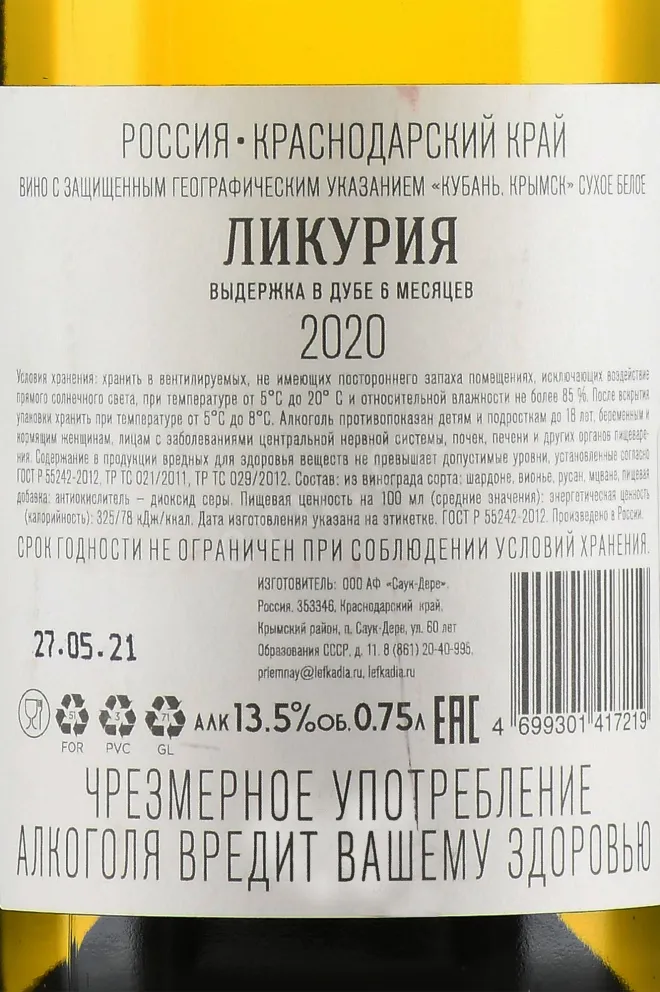 РОССИЯ • КРАСНОДАРСКИЙ КРАЙ
ВИНО С ЗАЩИЩЕННЫМ ГЕОГРАФИЧЕСКИМ УКАЗАНИЕМ «КУБАНЬ. КРЫМСК» СУХОЕ БЕЛОЕ
ЛИКУРИЯ
ВЫДЕРЖКА В ДУБЕ 6 МЕСЯЦЕВ
2020
Условия хранения: хранить в вентилируемых, не имеющих постороннего запаха помещениях, исключающих воздействие
прямого солнечного света, при температуре от 5°C до 20° C и относительной влажности не более 85 %. После вскрытия
упаковки хранить при температуре от 5°C до 8°C. Алкоголь противопоказан детям и подросткам до 18 лет, беременным и
кормящим женщинам, лицам с заболеваниями центральной нервной системы, почек, печени и других органов пищеваре-
ния. Содержание в продукции вредных для здоровья веществ не превышает допустимые уровни, установленные согласно
ГОСТ Р 55242-2012, ТР ТС 021/2011, ТР ТС 029/2012. Состав: из винограда сорта: шардоне, вионье, русан, мцване, пищевая
добавка: антиокислитель – диоксид серы. Пищевая ценность на 100 мл (средние значения): энергетическая ценность
(калорийность): 325/78 кДж/ккал. Дата изготовления указана на этикетке. ГОСТ Р 55242-2012. Произведено в России.
СРОК ГОДНОСТИ НЕ ОГРАНИЧЕН ПРИ СОБЛЮДЕНИИ УСЛОВИЙ ХРАНЕНИЯ.
ИЗГОТОВИТЕЛЬ: ООО АФ «Саук-Дере».
Россия, 353346, Краснодарский край,
Крымский район, п. Саук-Дере, ул. 60 лет
Образования СССР, д. 11. 8 (861) 20-40-995,
priemnay@lefkadia.ru, lefkadia.ru
27.05.21
51 3 71
FOR PVC GL
АЛК 13.5% ОБ. 0.75Л EAC
4 699301 417219
ЧРЕЗМЕРНОЕ УПОТРЕБЛЕНИЕ
АЛКОГОЛЯ ВРЕДИТ ВАШЕМУ ЗДОРОВЬЮ